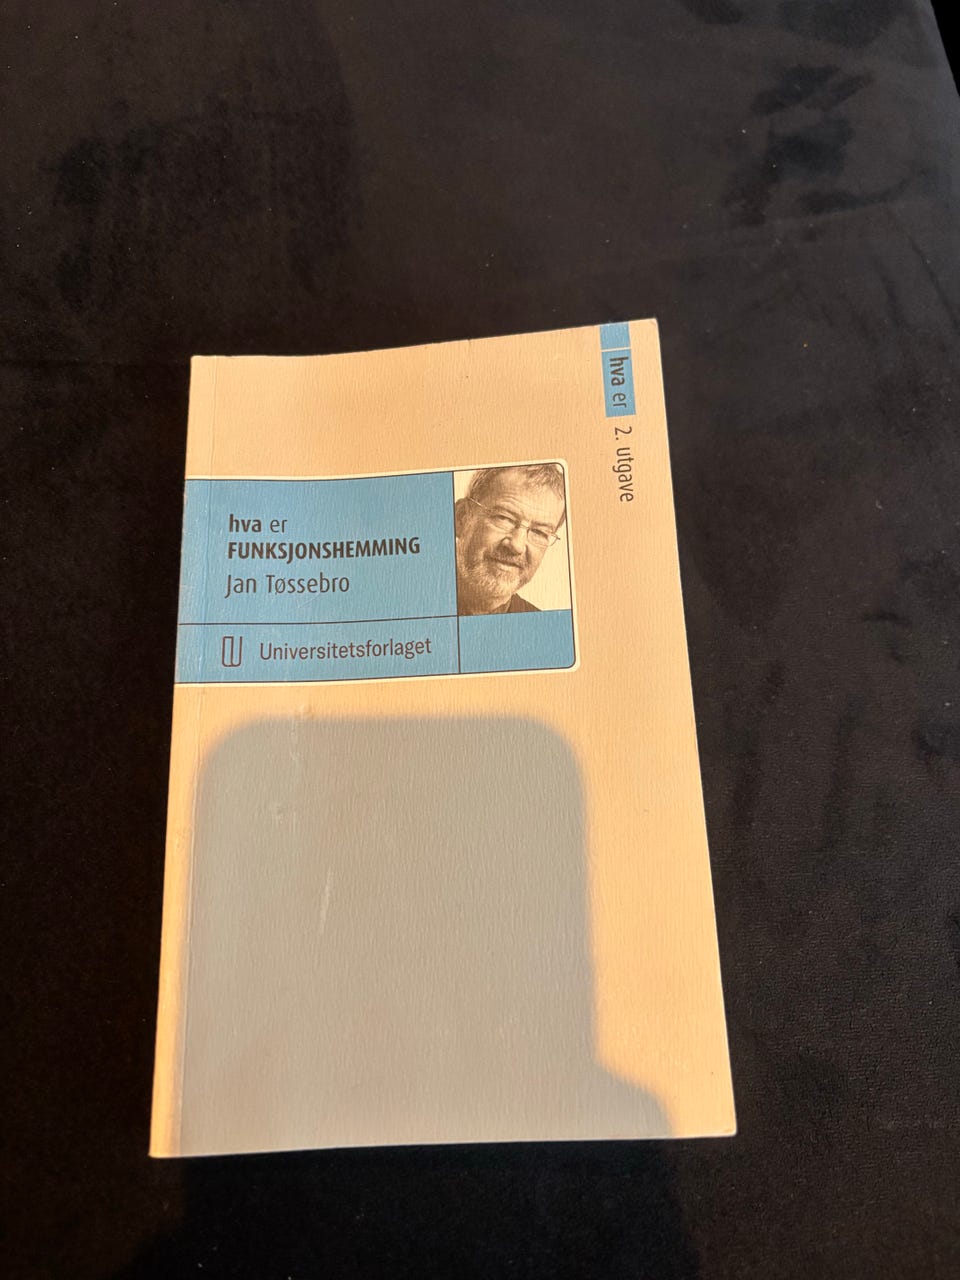 hva er 2. utgave
hva er
FUNKSJONSHEMMING
Jan Tøssebro
Universitetsforlaget